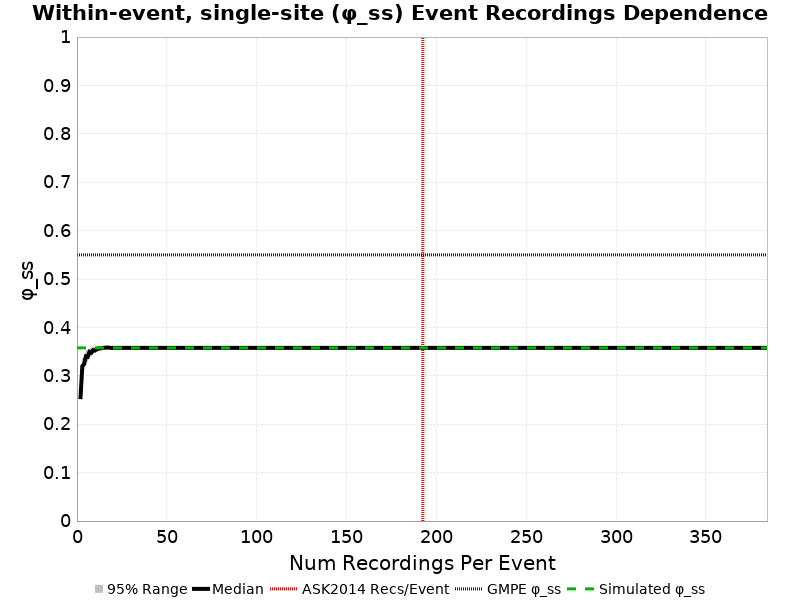 Within-event, single-site (φ_ss) Event Recordings Dependence
1
0.9
0.8
0.7
0.6
0.5
0.4
0.3
0.2
0.1
0
φ_ss
0 50 100 150 200 250 300 350
Num Recordings Per Event
95% Range Median ASK2014 Recs/Event GMPE φ_ss Simulated φ_ss